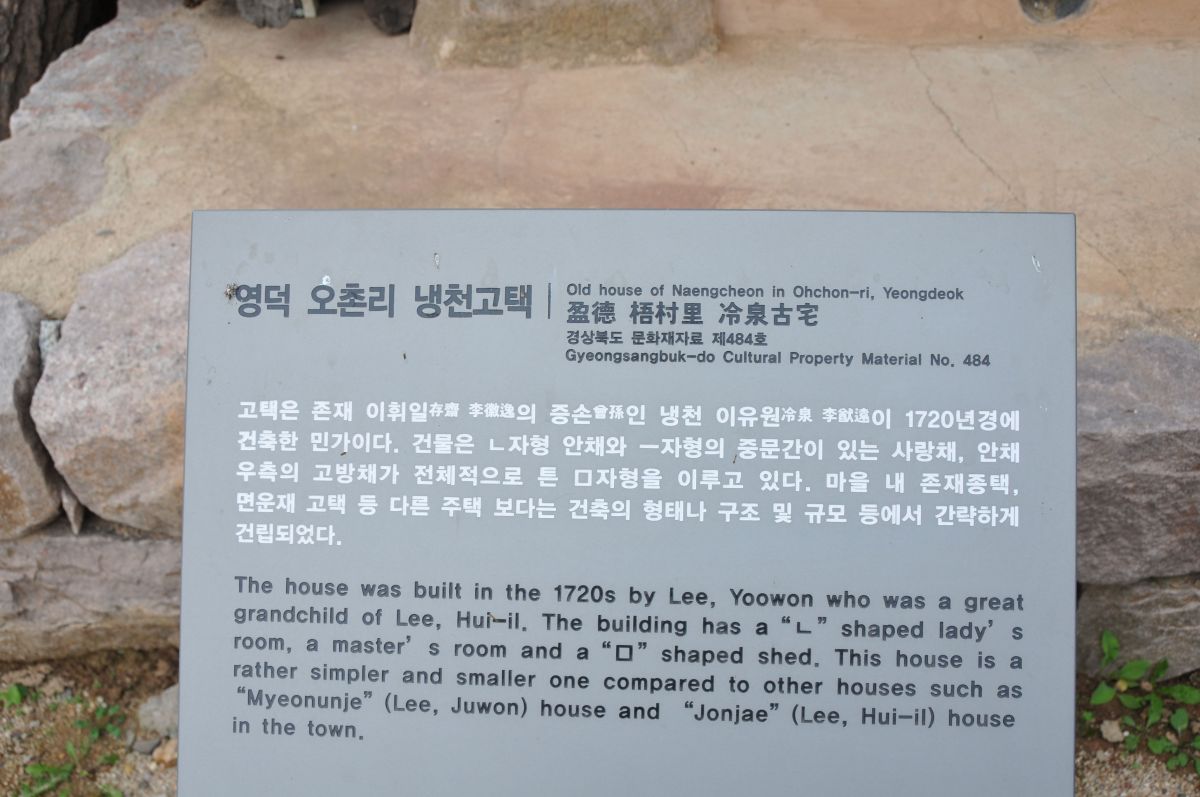 영덕 오촌리 냉천고택
Old house of Naengcheon in Ohchon-ri, Yeongdeok
盈德 梧村里 冷泉古宅
경상북도 문화재자료 제484호
Gyeongsangbuk-do Cultural Property Material No. 484
고택은 존재 이휘일存齋 李徽逸의 증손曾孫인 냉천 이유원冷泉 李猷遠이 1720년경에
건축한 민가이다. 건물은 ㄴ자형 안채와 ㅡ자형의 중문간이 있는 사랑채, 안채
우측의 고방채가 전체적으로 튼 ㅁ자형을 이루고 있다. 마을 내 존재종택,
면운재 고택 등 다른 주택 보다는 건축의 형태나 구조 및 규모 등에서 간략하게
건립되었다.
The house was built in the 1720s by Lee, Yoowon who was a great
grandchild of Lee, Hui-il. The building has a “ㄴ” shaped lady’ s
room, a master’ s room and a “ㅁ” shaped shed. This house is a
rather simpler and smaller one compared to other houses such as
“Myeonunje” (Lee, Juwon) house and “Jonjae” (Lee, Hui-il) house
in the town.